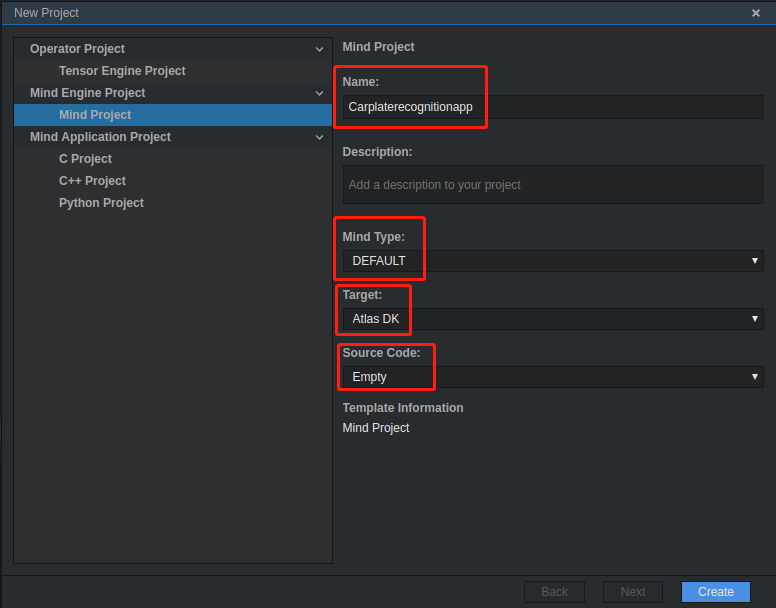 New Project
Operator Project
Tensor Engine Project
Mind Engine Project
Mind Project
Mind Application Project
C Project
C++ Project
Python Project
Mind Project
Name:
Carplaterecognitionapp
Description:
Add a description to your project
Mind Type:
DEFAULT
Target:
Atlas DK
Source Code:
Empty
Template Information
Mind Project
Back
Next
Create